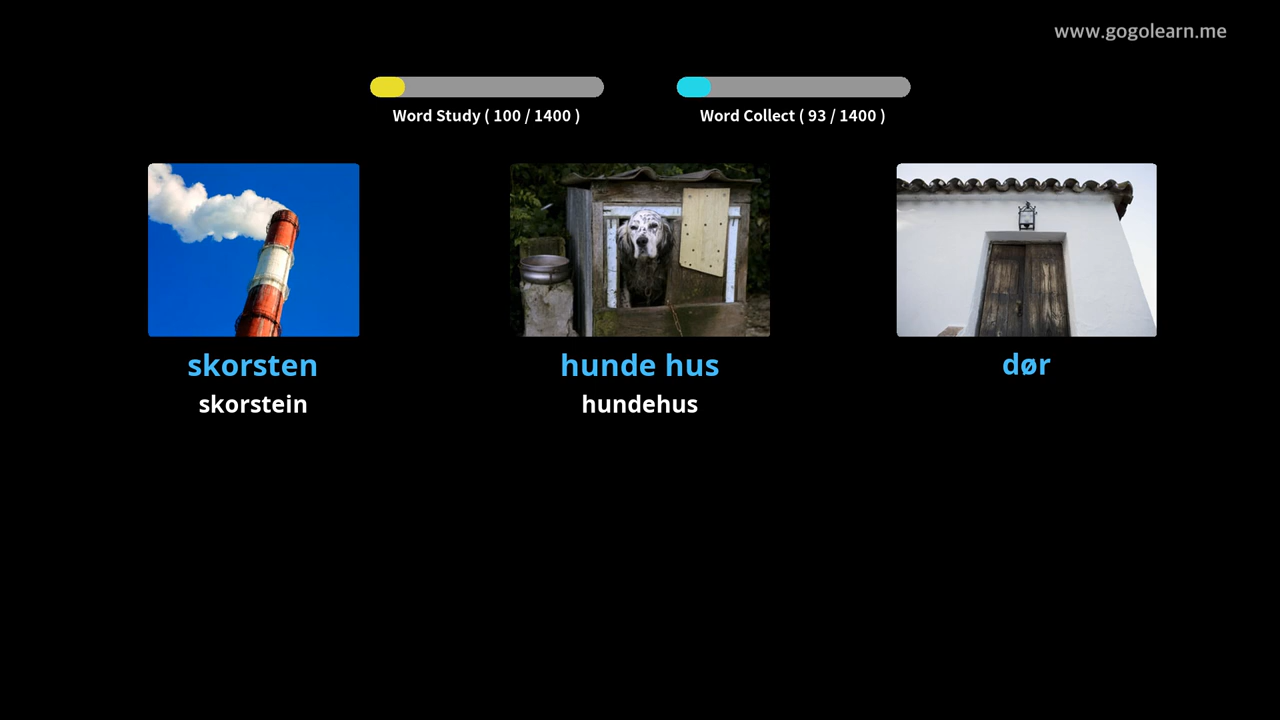 www.gogolearn.me
Word Study ( 100 / 1400 )
Word Collect ( 93 / 1400 )
skorsten
hunde hus
dør
skorstein
hundehus